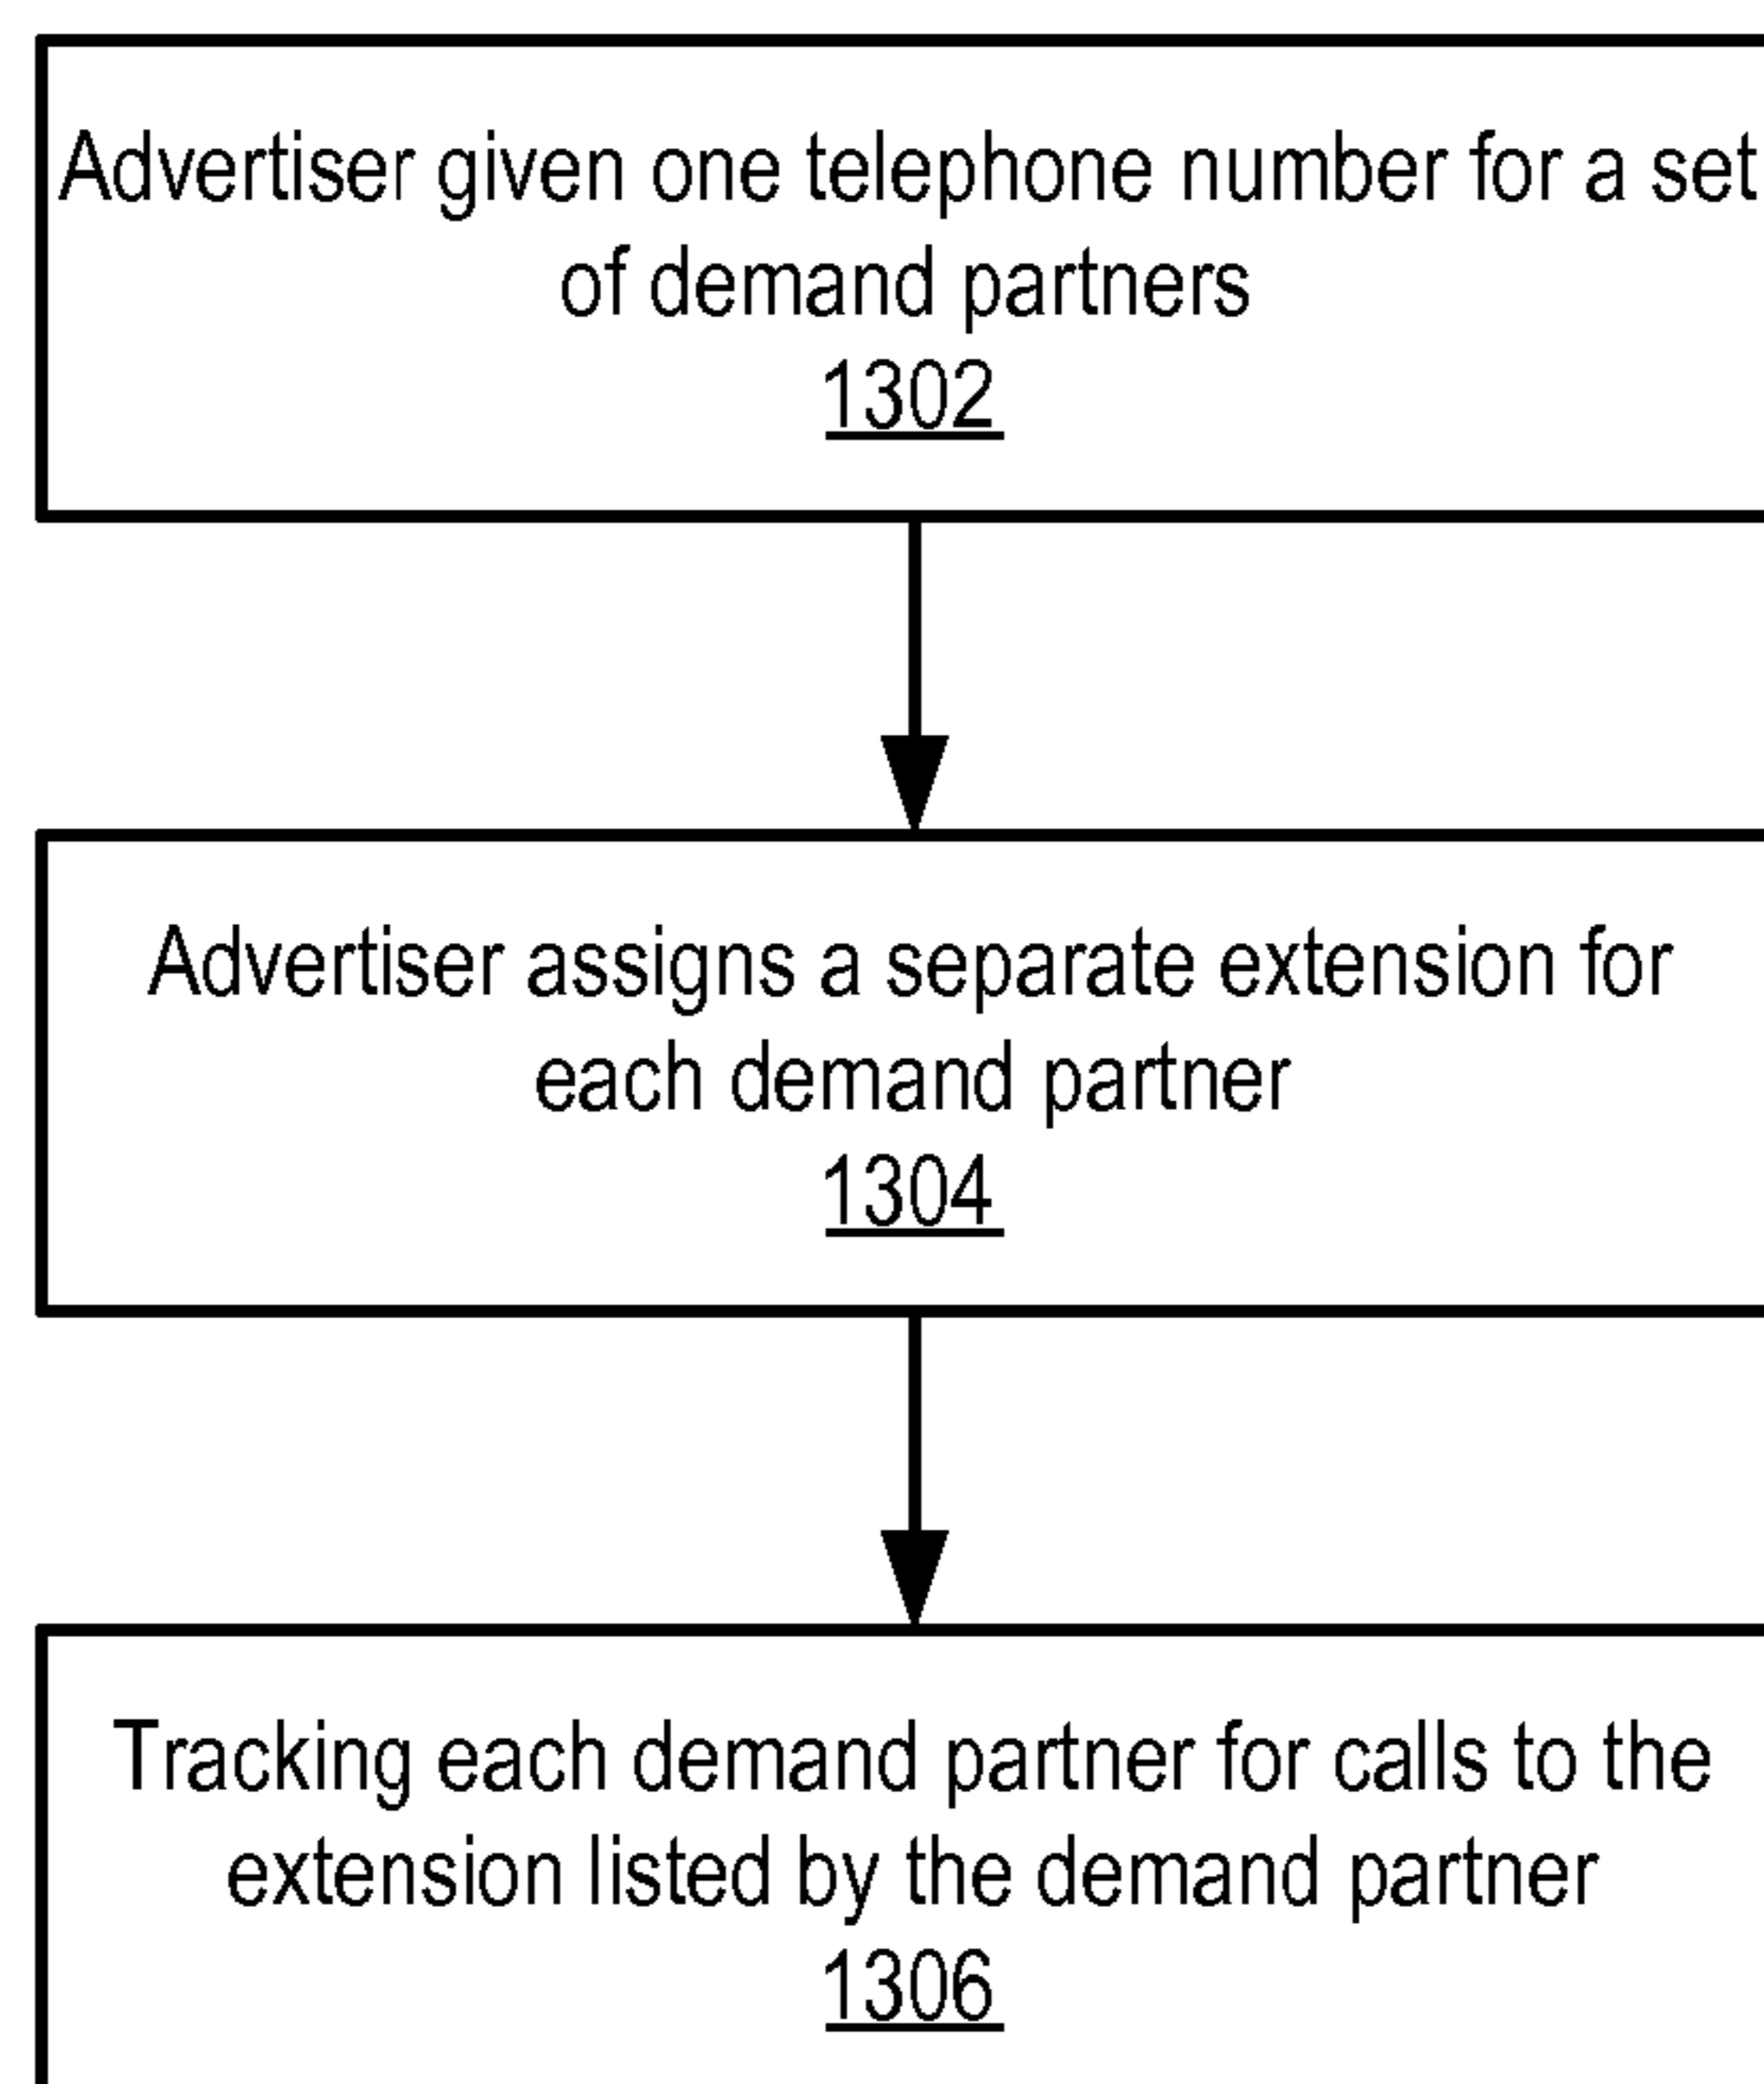 Advertiser given one telephone number for a set
of demand partners
1302
Advertiser assigns a separate extension for
each demand partner
1304
Tracking each demand partner for calls to the
extension listed by the demand partner
1306